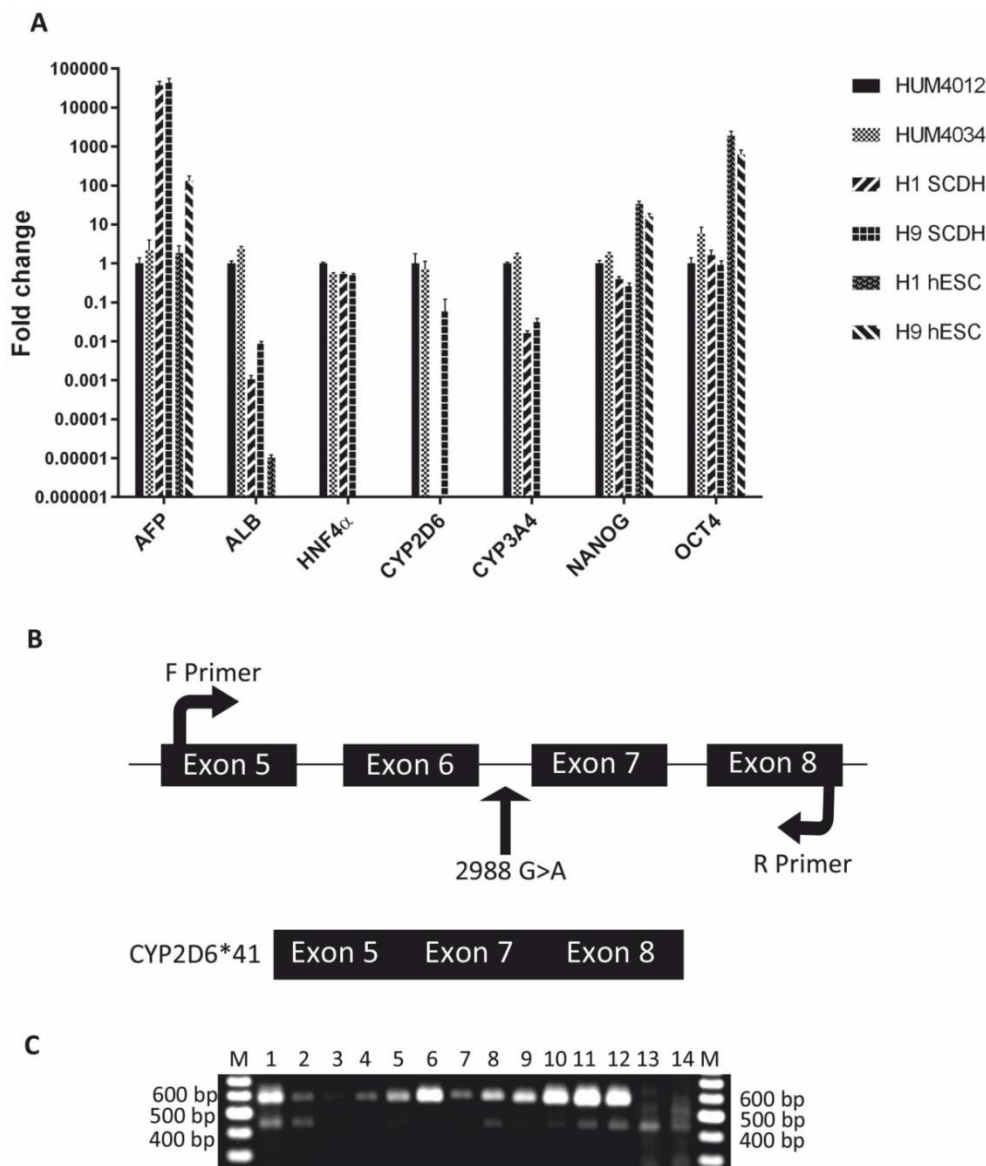 A
100000
10000
1000
100
10
1
0.1
0.01
0.001
0.0001
0.00001
0.000001
Fold change
AFP
ALB
HNF4α
CYP2D6
CYP3A4
NANOG
OCT4
HUM4012
HUM4034
H1 SCDH
H9 SCDH
H1 hESC
H9 hESC
B
F Primer
Exon 5 Exon 6 Exon 7 Exon 8
2988 G>A
R Primer
CYP2D6*41 Exon 5 Exon 7 Exon 8
C
M 1 2 3 4 5 6 7 8 9 10 11 12 13 14 M
600 bp 600 bp
500 bp 500 bp
400 bp 400 bp